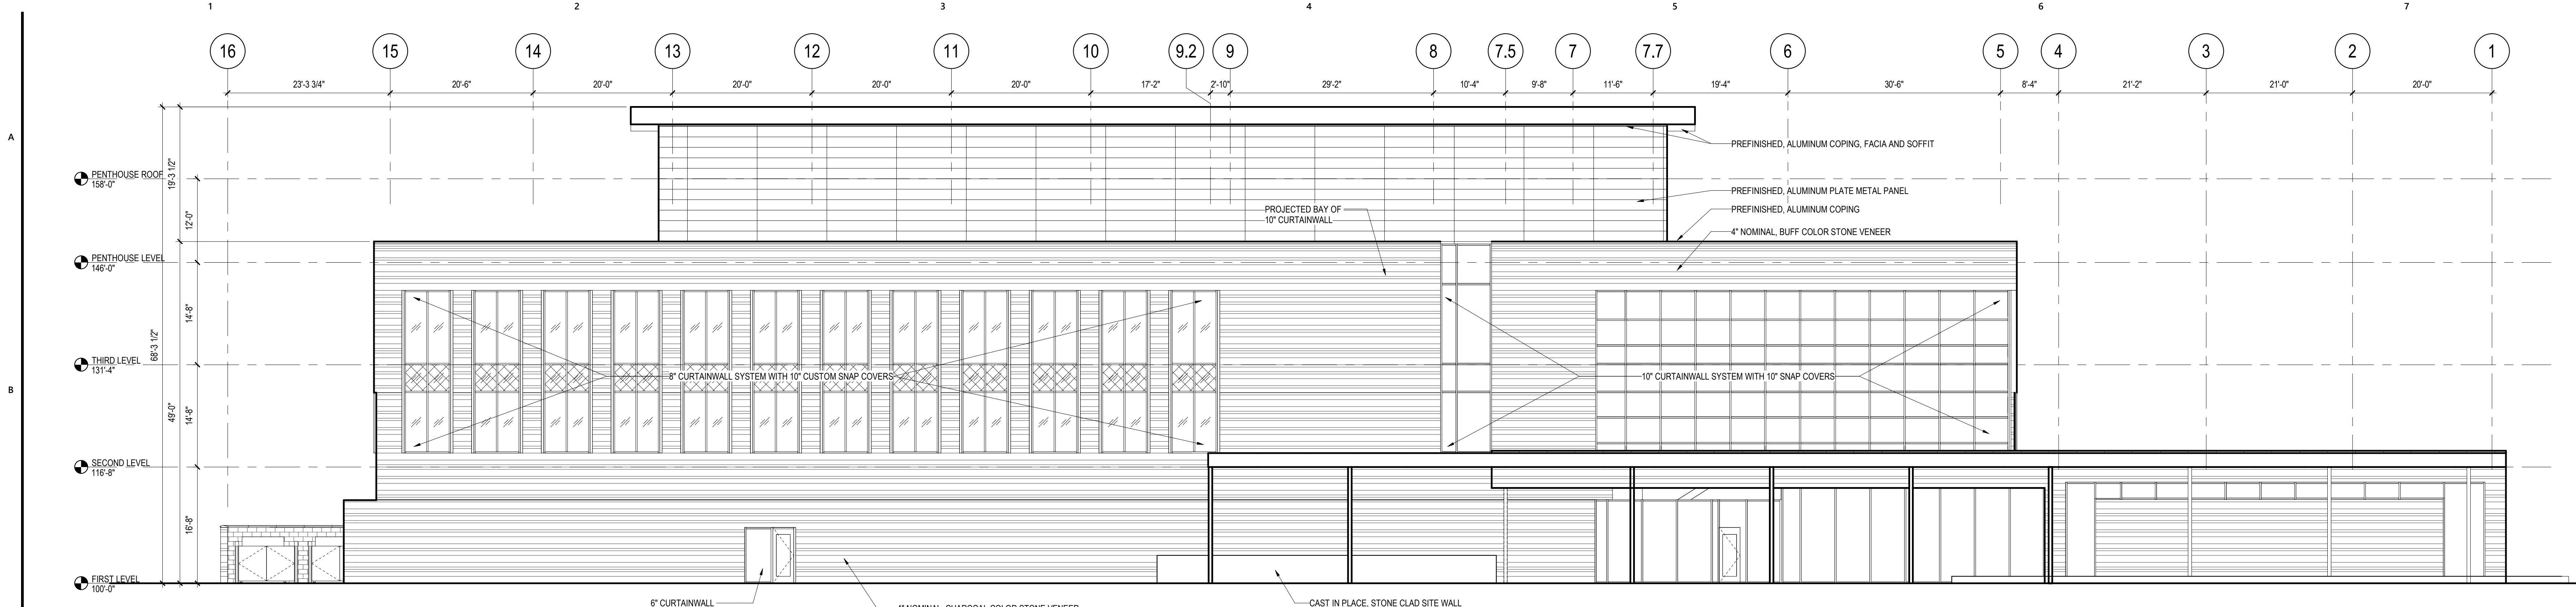 1 2 3 4 5 6 7
16 15 14 13 12 11 10 9.2 9 8 7.5 7 7.7 6 5 4 3 2 1
23'-3 3/4" 20'-6" 20'-0" 20'-0" 20'-0" 20'-0" 17'-2" 2'-10" 29'-2" 10'-4" 9'-8" 11'-6" 19'-4" 30'-6" 8'-4" 21'-2" 21'-0" 20'-0"
A
PREFINISHED, ALUMINUM COPING, FACIA AND SOFFIT
PENTHOUSE ROOF
158'-0"
19'-3 1/2"
12'-0"
PREFINISHED, ALUMINUM PLATE METAL PANEL
PROJECTED BAY OF
10" CURTAINWALL
PREFINISHED, ALUMINUM COPING
4" NOMINAL, BUFF COLOR STONE VENEER
PENTHOUSE LEVEL
146'-0"
14'-8"
68'-3 1/2"
THIRD LEVEL
131'-4"
8" CURTAINWALL SYSTEM WITH 10" CUSTOM SNAP COVERS
10" CURTAINWALL SYSTEM WITH 10" SNAP COVERS
B
49'-0"
14'-8"
SECOND LEVEL
116'-8"
16'-8"
FIRST LEVEL
100'-0"
6" CURTAINWALL
4" NOMINAL, CHARCOAL COLOR STONE VENEER
CAST IN PLACE, STONE CLAD SITE WALL